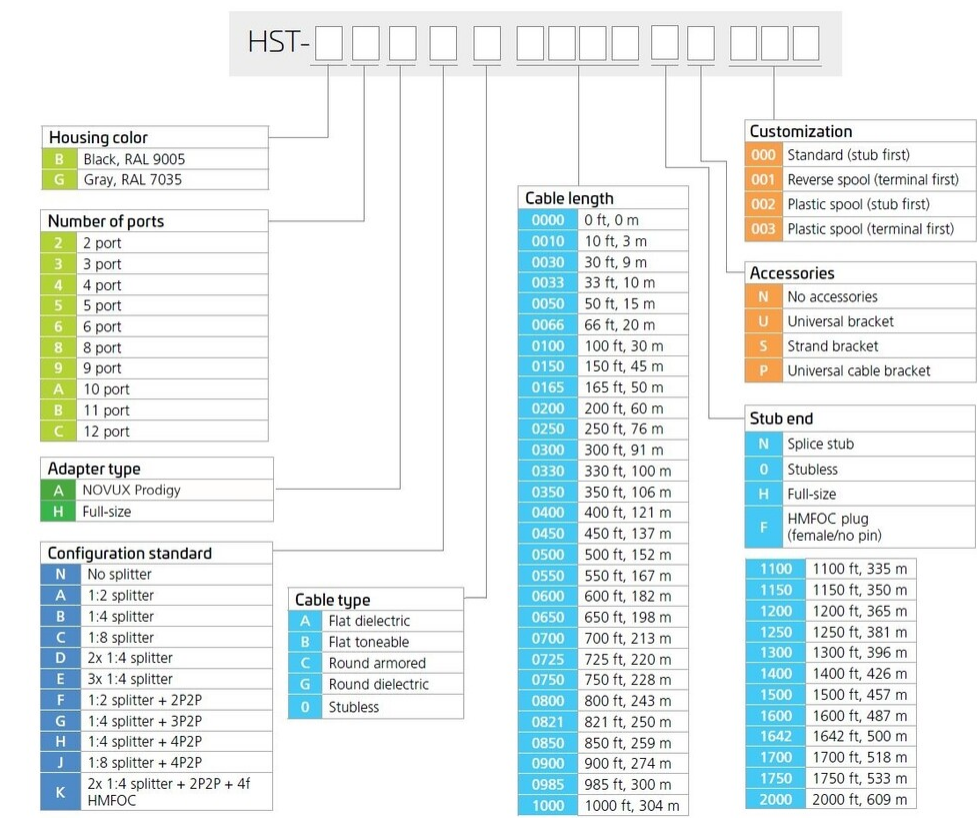 HST-
Housing color
B Black, RAL 9005
G Gray, RAL 7035
Number of ports
2 2 port
3 3 port
4 4 port
5 5 port
6 6 port
8 8 port
9 9 port
A 10 port
B 11 port
C 12 port
Adapter type
A NOVUX Prodigy
H Full-size
Configuration standard
N No splitter
A 1:2 splitter
B 1:4 splitter
C 1:8 splitter
D 2x 1:4 splitter
E 3x 1:4 splitter
F 1:2 splitter + 2P2P
G 1:4 splitter + 3P2P
H 1:4 splitter + 4P2P
J 1:8 splitter + 4P2P
K 2x 1:4 splitter + 2P2P + 4f
HMFOC
Cable type
A Flat dielectric
B Flat toneable
C Round armored
G Round dielectric
0 Stubless
Cable length
0000 0 ft, 0 m
0010 10 ft, 3 m
0030 30 ft, 9 m
0033 33 ft, 10 m
0050 50 ft, 15 m
0066 66 ft, 20 m
0100 100 ft, 30 m
0150 150 ft, 45 m
0165 165 ft, 50 m
0200 200 ft, 60 m
0250 250 ft, 76 m
0300 300 ft, 91 m
0330 330 ft, 100 m
0350 350 ft, 106 m
0400 400 ft, 121 m
0450 450 ft, 137 m
0500 500 ft, 152 m
0550 550 ft, 167 m
0600 600 ft, 182 m
0650 650 ft, 198 m
0700 700 ft, 213 m
0725 725 ft, 220 m
0750 750 ft, 228 m
0800 800 ft, 243 m
0821 821 ft, 250 m
0850 850 ft, 259 m
0900 900 ft, 274 m
0985 985 ft, 300 m
1000 1000 ft, 304 m
1100 1100 ft, 335 m
1150 1150 ft, 350 m
1200 1200 ft, 365 m
1250 1250 ft, 381 m
1300 1300 ft, 396 m
1400 1400 ft, 426 m
1500 1500 ft, 457 m
1600 1600 ft, 487 m
1642 1642 ft, 500 m
1700 1700 ft, 518 m
1750 1750 ft, 533 m
2000 2000 ft, 609 m
Stub end
N Splice stub
0 Stubless
H Full-size
F HMFOC plug
(female/no pin)
Accessories
N No accessories
U Universal bracket
S Strand bracket
P Universal cable bracket
Customization
000 Standard (stub first)
001 Reverse spool (terminal first)
002 Plastic spool (stub first)
003 Plastic spool (terminal first)